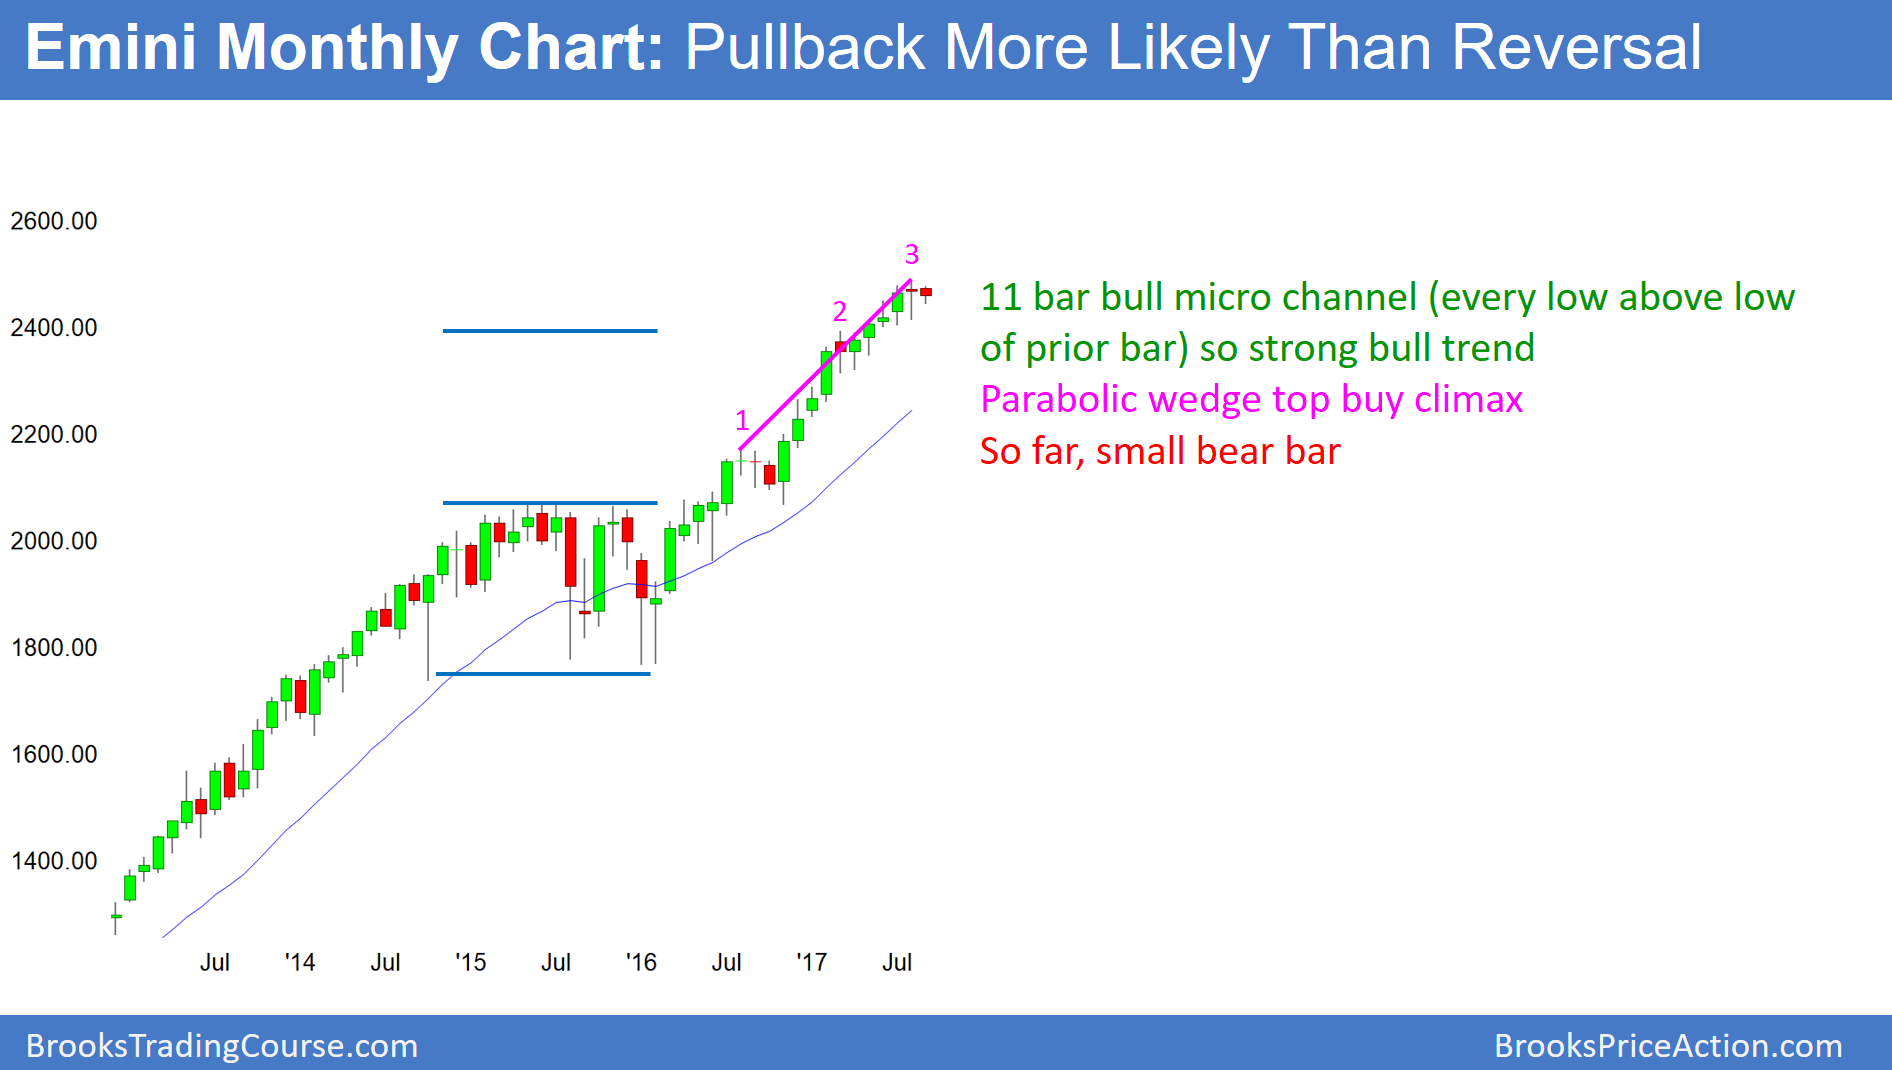 Emini Monthly Chart: Pullback More Likely Than Reversal
2600.00
2400.00
2200.00
2000.00
1800.00
1600.00
1400.00
3
2
1
11 bar bull micro channel (every low above low
of prior bar) so strong bull trend
Parabolic wedge top buy climax
So far, small bear bar
Jul '14 Jul '15 Jul '16 Jul '17 Jul
BrooksTradingCourse.com
BrooksPriceAction.com